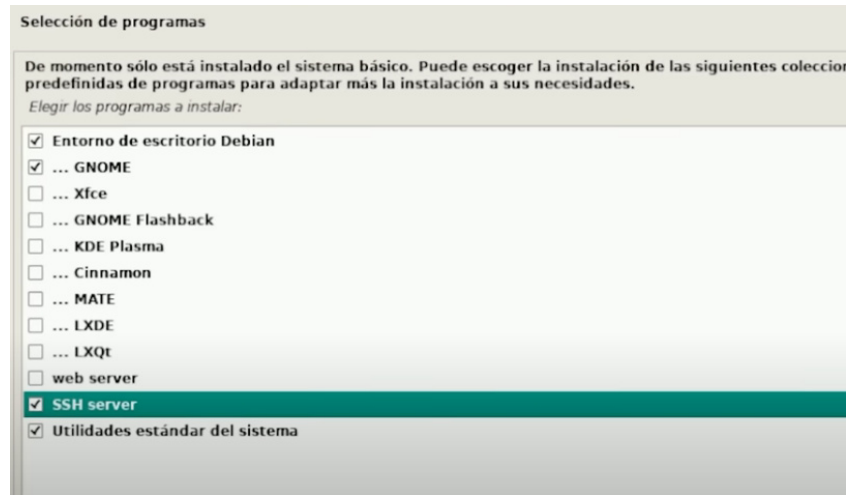 Selección de programas
De momento sólo está instalado el sistema básico. Puede escoger la instalación de las siguientes
predefinidas de programas para adaptar más la instalación a sus necesidades.
Elegir los programas a instalar:
Entorno de escritorio Debian
... GNOME
... Xfce
... GNOME Flashback
... KDE Plasma
... Cinnamon
... MATE
... LXDE
... LXQt
web server
SSH server
Utilidades estándar del sistema